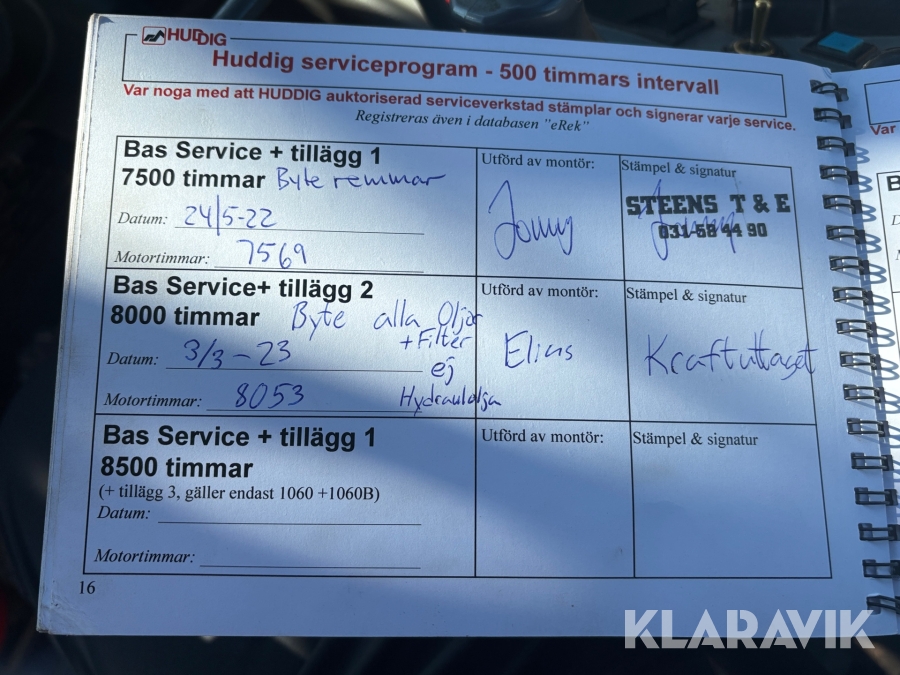 HUDDIG
Huddig serviceprogram - 500 timmars intervall
Var noga med att HUDDIG auktoriserad serviceverkstad stämplar och signerar varje service.
Registreras även i databasen "eRek"
Bas Service + tillägg 1
7500 timmar Byte remmar
Datum: 24/5-22
Motortimmar: 7569
Utförd av montör:
Jonny
Stämpel & signatur
STEENS T & E
031-68 44 90
Bas Service+ tillägg 2
8000 timmar Byte alla Oljor
+Filter
Datum: 3/3-23
ej
Motortimmar: 8053
Hydraulolja
Utförd av montör:
Elias
Stämpel & signatur
Kraftuttaget
Bas Service + tillägg 1
8500 timmar
(+ tillägg 3, gäller endast 1060 +1060B)
Datum:
Motortimmar:
Utförd av montör:
Stämpel & signatur
16
Var
B
KLARAVIK